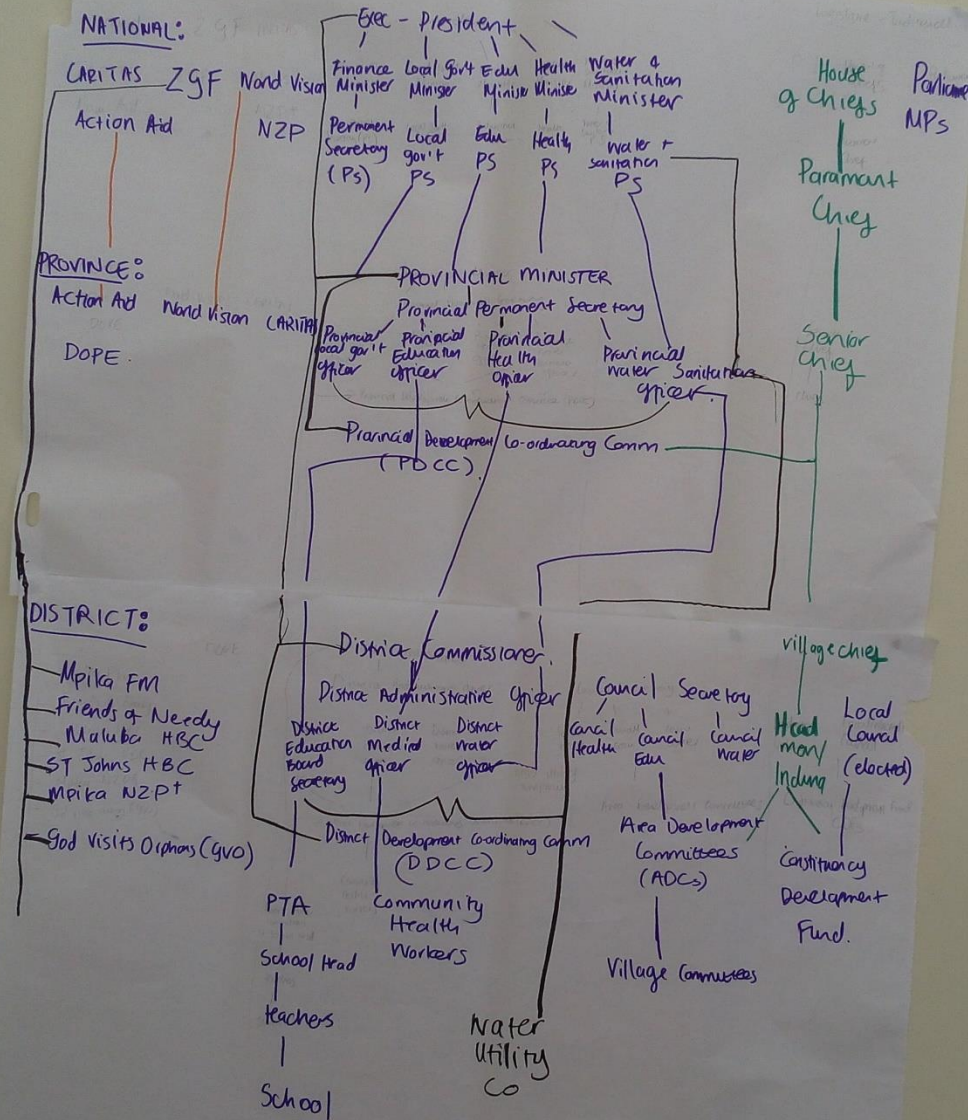 NATIONAL:
Exec - President
CARITAS ZGF World Vision
Action Aid
NZP
Finance
Minister
Local Gov't
Minister
Edu
Minise
Health
Minise
Water &
Sanitation
Minister
House
of Chiefs
Parliame
MPs
Permanent
Secretary
(Ps)
Local
gov't
PS
Edu
PS
Health
PS
Water +
sanitation
PS
Paramant
Chief
PROVINCE:
Action Aid World Vision CARITAS
DOPE.
PROVINCIAL MINISTER
Provincial Permanent Secretary
Provincial
local gov't
officer
Provincial
Education
officer
Provincial
Health
officer
Provincial
Water Sanitation
officer.
Senior
Chief
Provincial Development Co-ordinating Comm
(PDCC).
DISTRICT:
Mpika FM
Friends of Needy
Maluba HBC
ST Johns HBC
Mpika NZP+
God Visits Orphans (GVO)
District Commissioner.
District Administrative Officer
District
Education
Board
Secretary
District
Medical
officer
District
Water
officer
Council Secretary
Council
Health
Council
Edu
Council
Water
village chief
Head
man/
Induna
Local
Council
(elected)
District Development Co-ordinating Comm
(DDCC)
Area Development
Committees
(ADCs)
Constituency
Development
Fund.
PTA
School Head
teachers
School
Community
Health
Workers
Village Committees
Water
Utility
Co